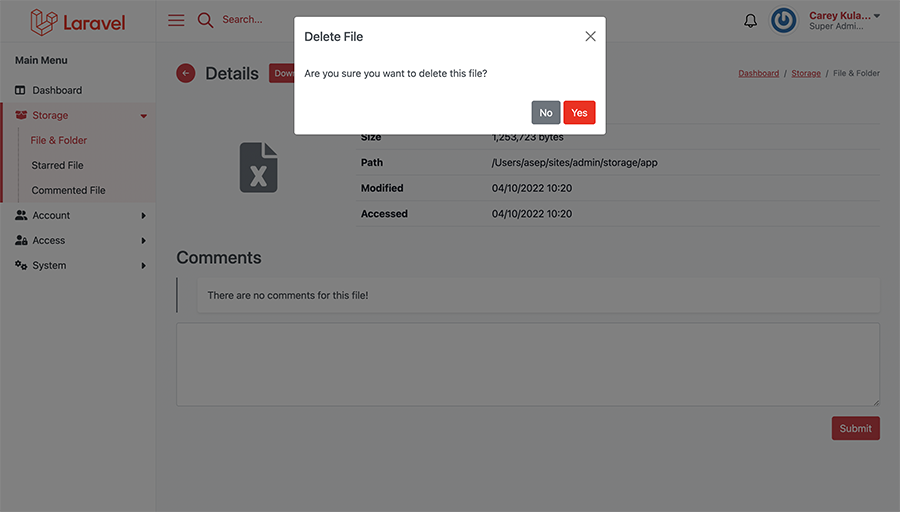 Laravel
Search...
Carey Kula...
Super Admi...
Delete File
Are you sure you want to delete this file?
No
Yes
Main Menu
Dashboard
Storage
File & Folder
Starred File
Commented File
Account
Access
System
Details
Dashboard / Storage / File & Folder
Size 1,253,723 bytes
Path /Users/asep/sites/admin/storage/app
Modified 04/10/2022 10:20
Accessed 04/10/2022 10:20
Comments
There are no comments for this file!
Submit